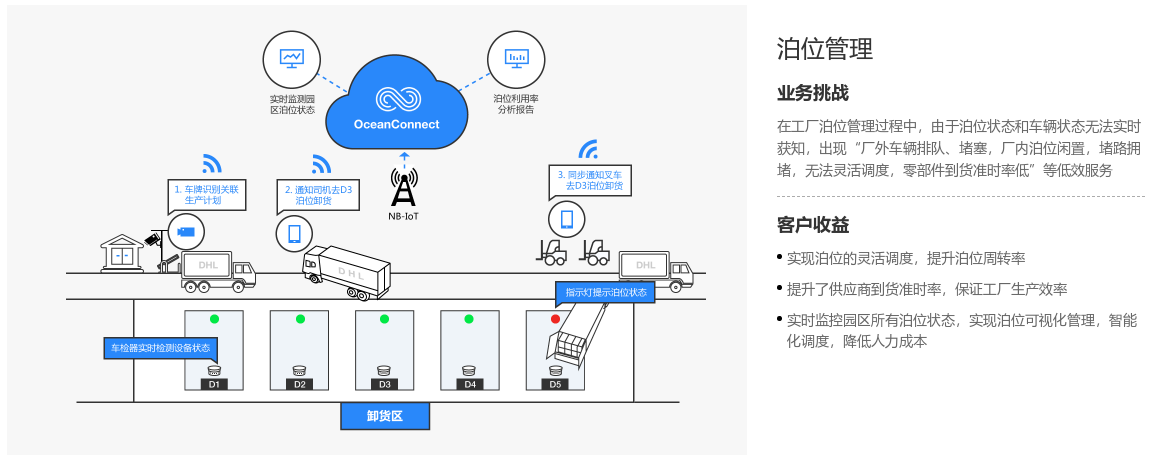 实时监测园
区泊位状态
泊位利用率
分析报告
OceanConnect
1. 车牌识别关联
生产计划
2. 通知司机去D3
泊位卸货
3. 同步通知叉车
去D3泊位卸货
NB-IoT
DHL
DHL
DHL
指示灯提示泊位状态
车检器实时检测设备状态
D1
D2
D3
D4
D5
卸货区
泊位管理
业务挑战
在工厂泊位管理过程中，由于泊位状态和车辆状态无法实时
获知，出现“厂外车辆排队、堵塞，厂内泊位闲置，堵路拥
堵，无法灵活调度，零部件到货准时率低”等低效服务
客户收益
实现泊位的灵活调度，提升泊位周转率
提升了供应商到货准时率，保证工厂生产效率
实时监控园区所有泊位状态，实现泊位可视化管理，智能
化调度，降低人力成本